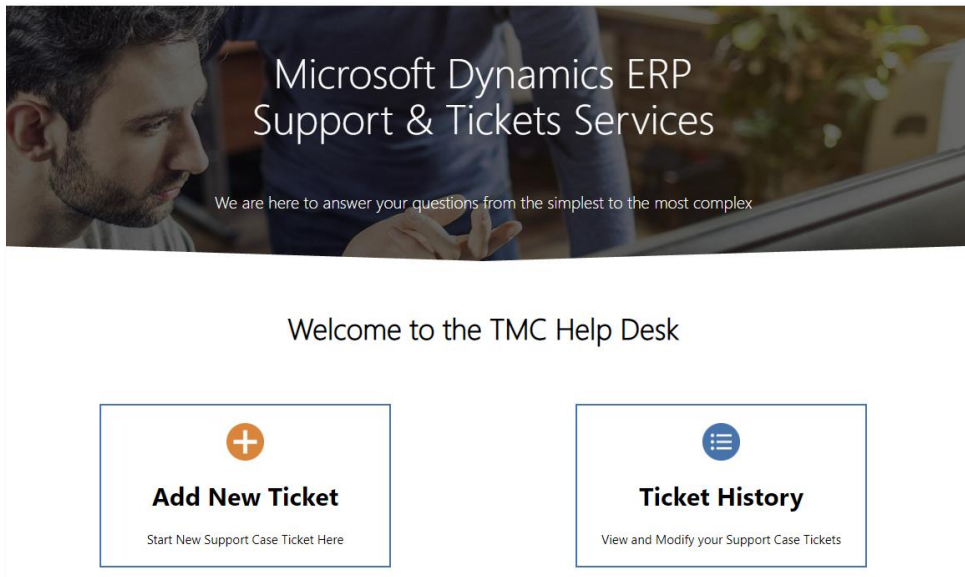 Microsoft Dynamics ERP
Support & Tickets Services
We are here to answer your questions from the simplest to the most complex
Welcome to the TMC Help Desk
Add New Ticket
Start New Support Case Ticket Here
Ticket History
View and Modify your Support Case Tickets